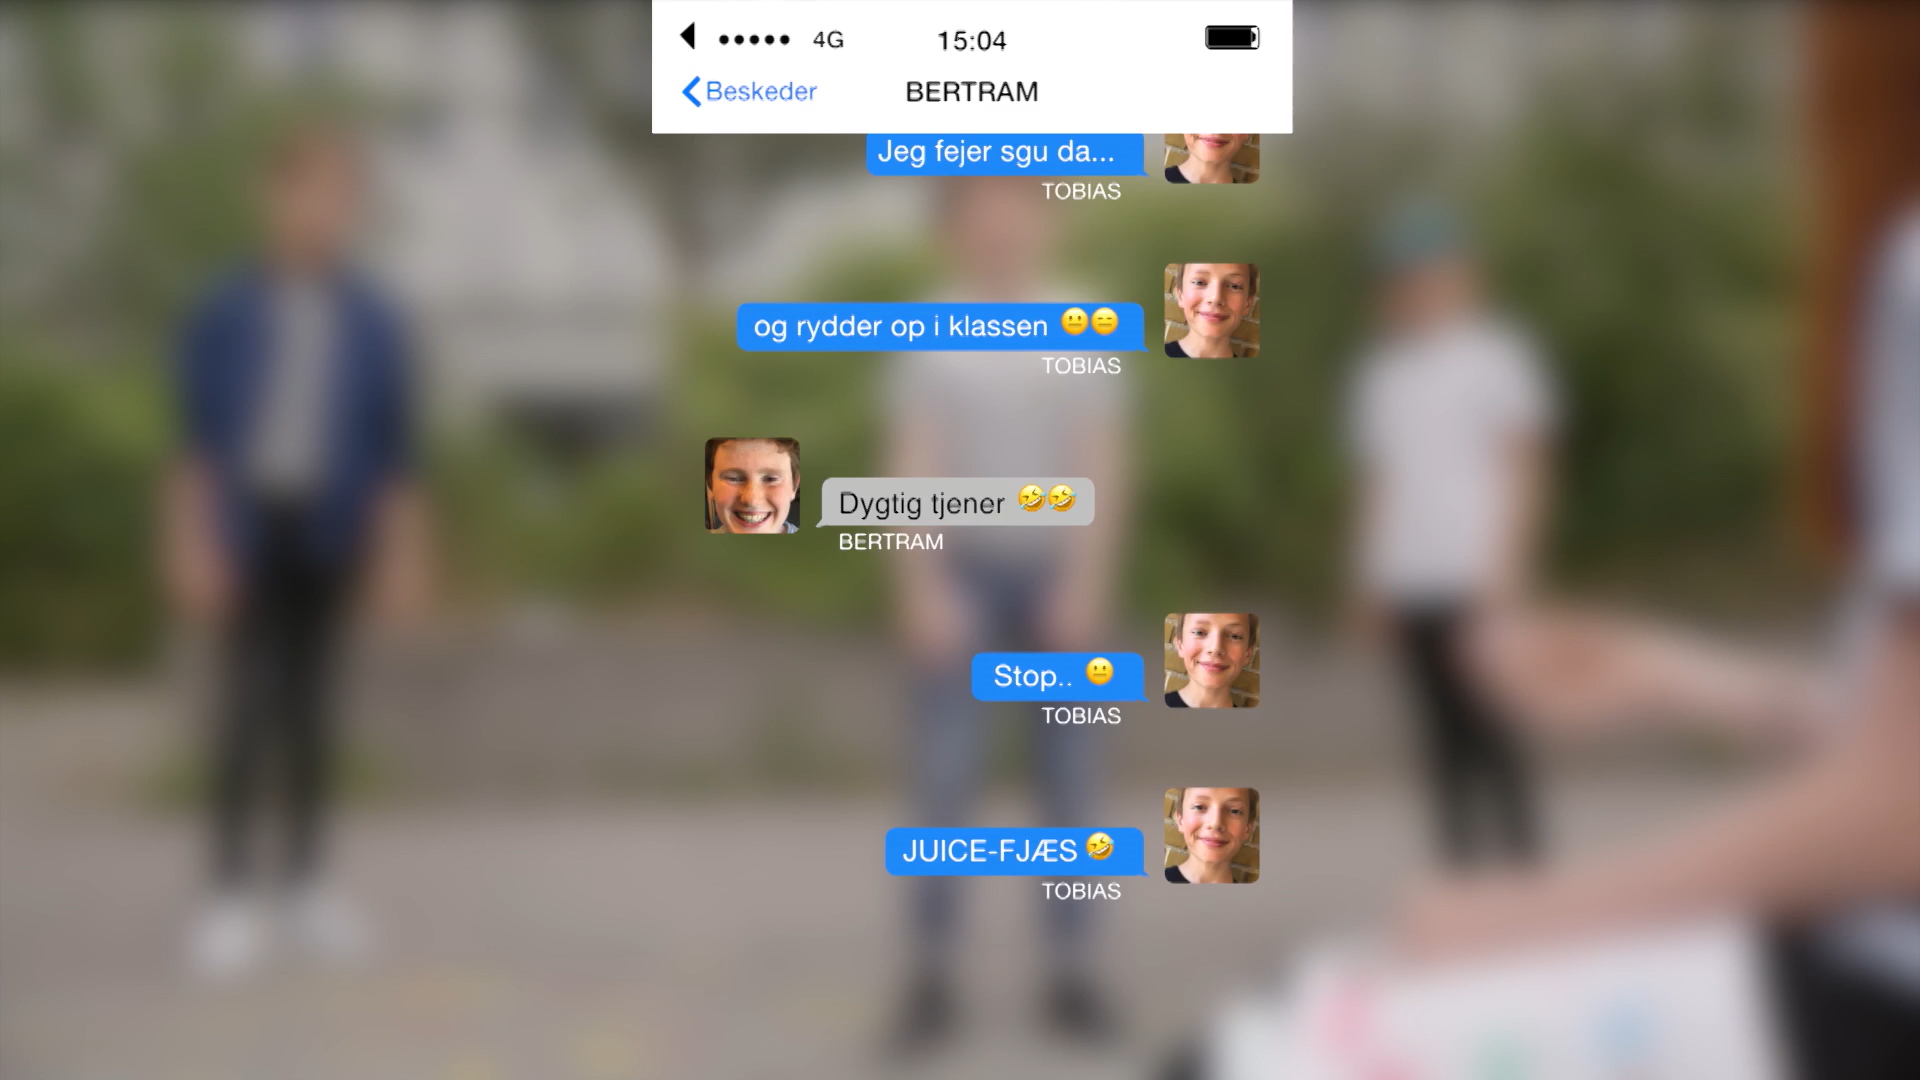 4G 15:04
Beskeder BERTRAM
Jeg fejer sgu da...
TOBIAS
og rydder op i klassen 😐😑
TOBIAS
Dygtig tjener 🤣🤣
BERTRAM
Stop.. 😐
TOBIAS
JUICE-FJÆS 🤣
TOBIAS